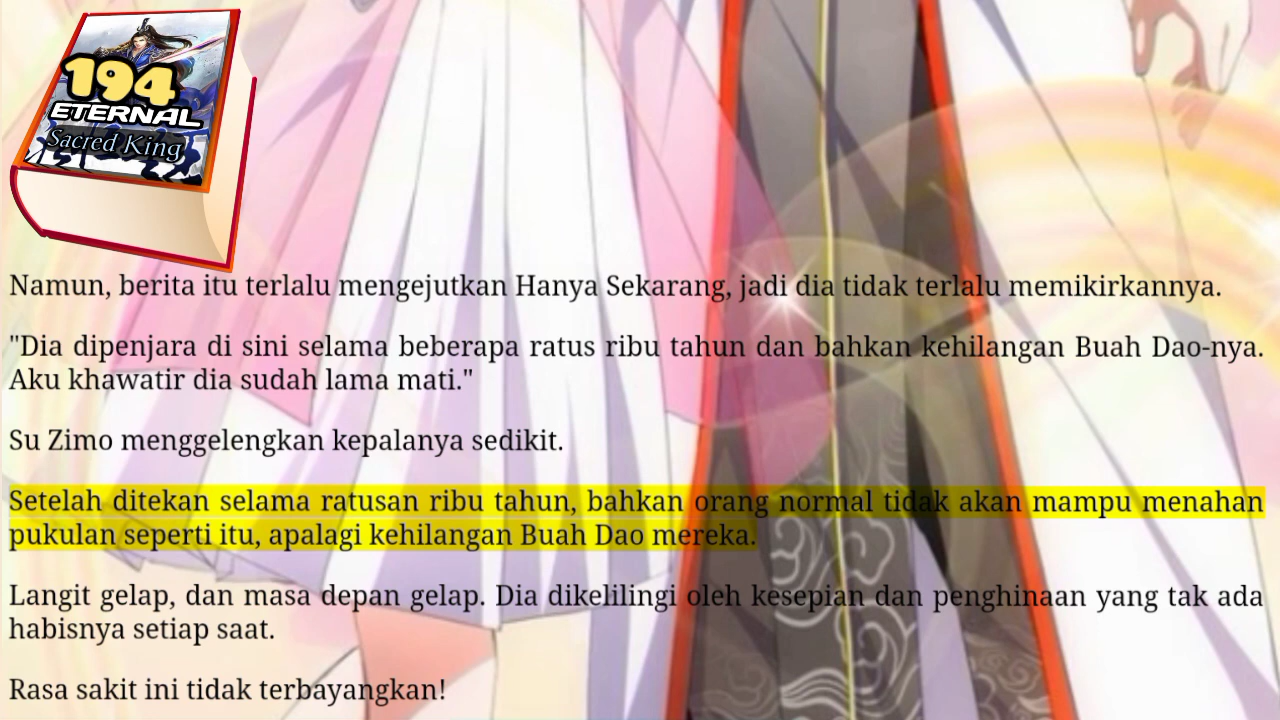 194
ETERNAL
Sacred King
Namun, berita itu terlalu mengejutkan Hanya Sekarang, jadi dia tidak terlalu memikirkannya.
"Dia dipenjara di sini selama beberapa ratus ribu tahun dan bahkan kehilangan Buah Dao-nya.
Aku khawatir dia sudah lama mati."
Su Zimo menggelengkan kepalanya sedikit.
Setelah ditekan selama ratusan ribu tahun, bahkan orang normal tidak akan mampu menahan
pukulan seperti itu, apalagi kehilangan Buah Dao mereka.
Langit gelap, dan masa depan gelap. Dia dikelilingi oleh kesepian dan penghinaan yang tak ada
habisnya setiap saat.
Rasa sakit ini tidak terbayangkan!